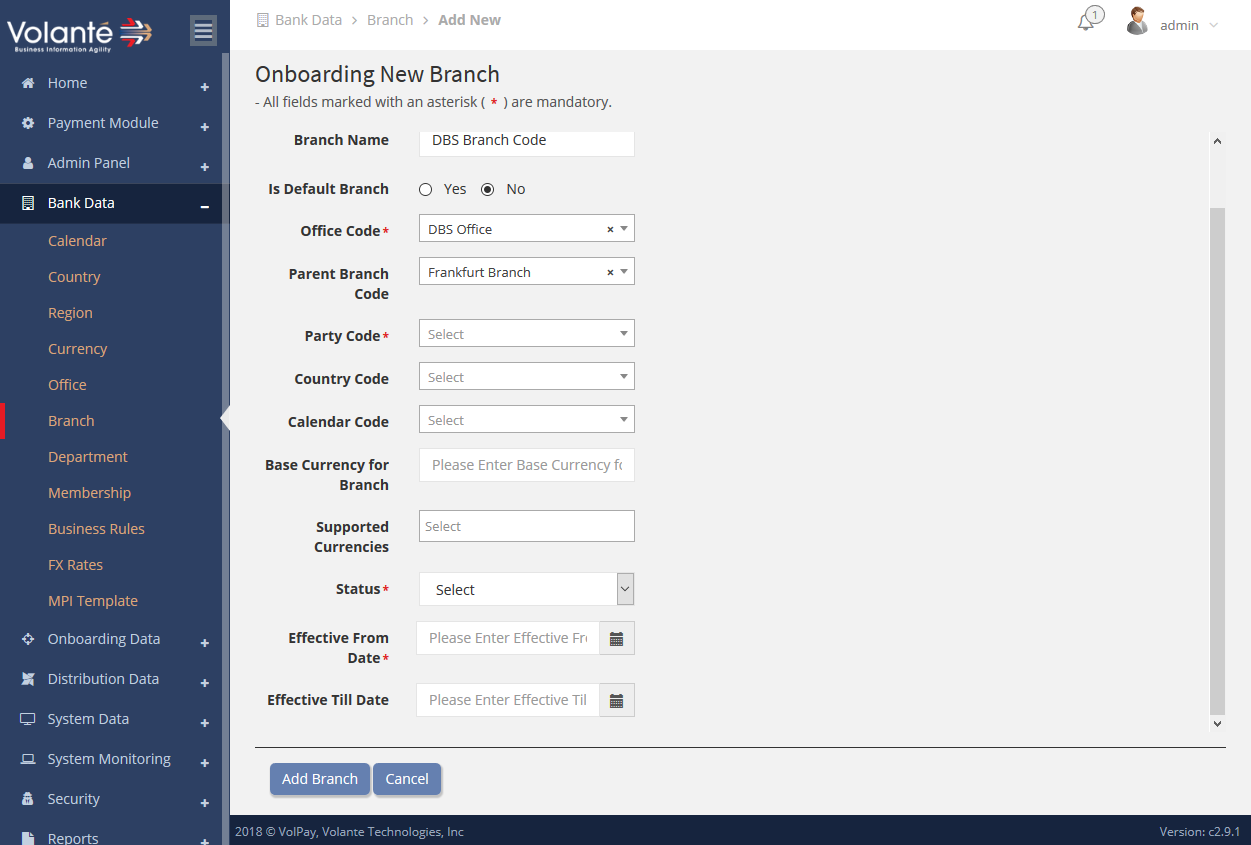 Volanté
Business Information Agility
Bank Data > Branch > Add New
1
admin
Home
Payment Module
Admin Panel
Bank Data
Calendar
Country
Region
Currency
Office
Branch
Department
Membership
Business Rules
FX Rates
MPI Template
Onboarding Data
Distribution Data
System Data
System Monitoring
Security
Reports
Onboarding New Branch
- All fields marked with an asterisk ( * ) are mandatory.
Branch Name
DBS Branch Code
Is Default Branch
Yes No
Office Code*
DBS Office ×
Parent Branch
Code
Frankfurt Branch ×
Party Code*
Select
Country Code
Select
Calendar Code
Select
Base Currency for
Branch
Please Enter Base Currency fo
Supported
Currencies
Select
Status*
Select
Effective From
Date*
Please Enter Effective Fr
Effective Till Date
Please Enter Effective Til
Add Branch
Cancel
2018 © VolPay, Volante Technologies, Inc
Version: c2.9.1